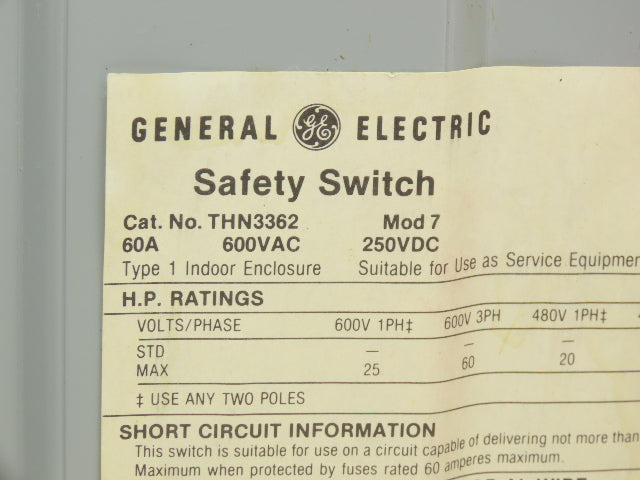 GENERAL GE ELECTRIC
Safety Switch
Cat. No. THN3362 Mod 7
60A 600VAC 250VDC
Type 1 Indoor Enclosure Suitable for Use as Service
H.P. RATINGS
VOLTS/PHASE 600V 1PH‡ 600V 3PH 480V 1PH‡
STD — — —
MAX 25 60 20
‡ USE ANY TWO POLES
SHORT CIRCUIT INFORMATION
This switch is suitable for use on a circuit capable of delivering not more than
Maximum when protected by fuses rated 60 amperes maximum.